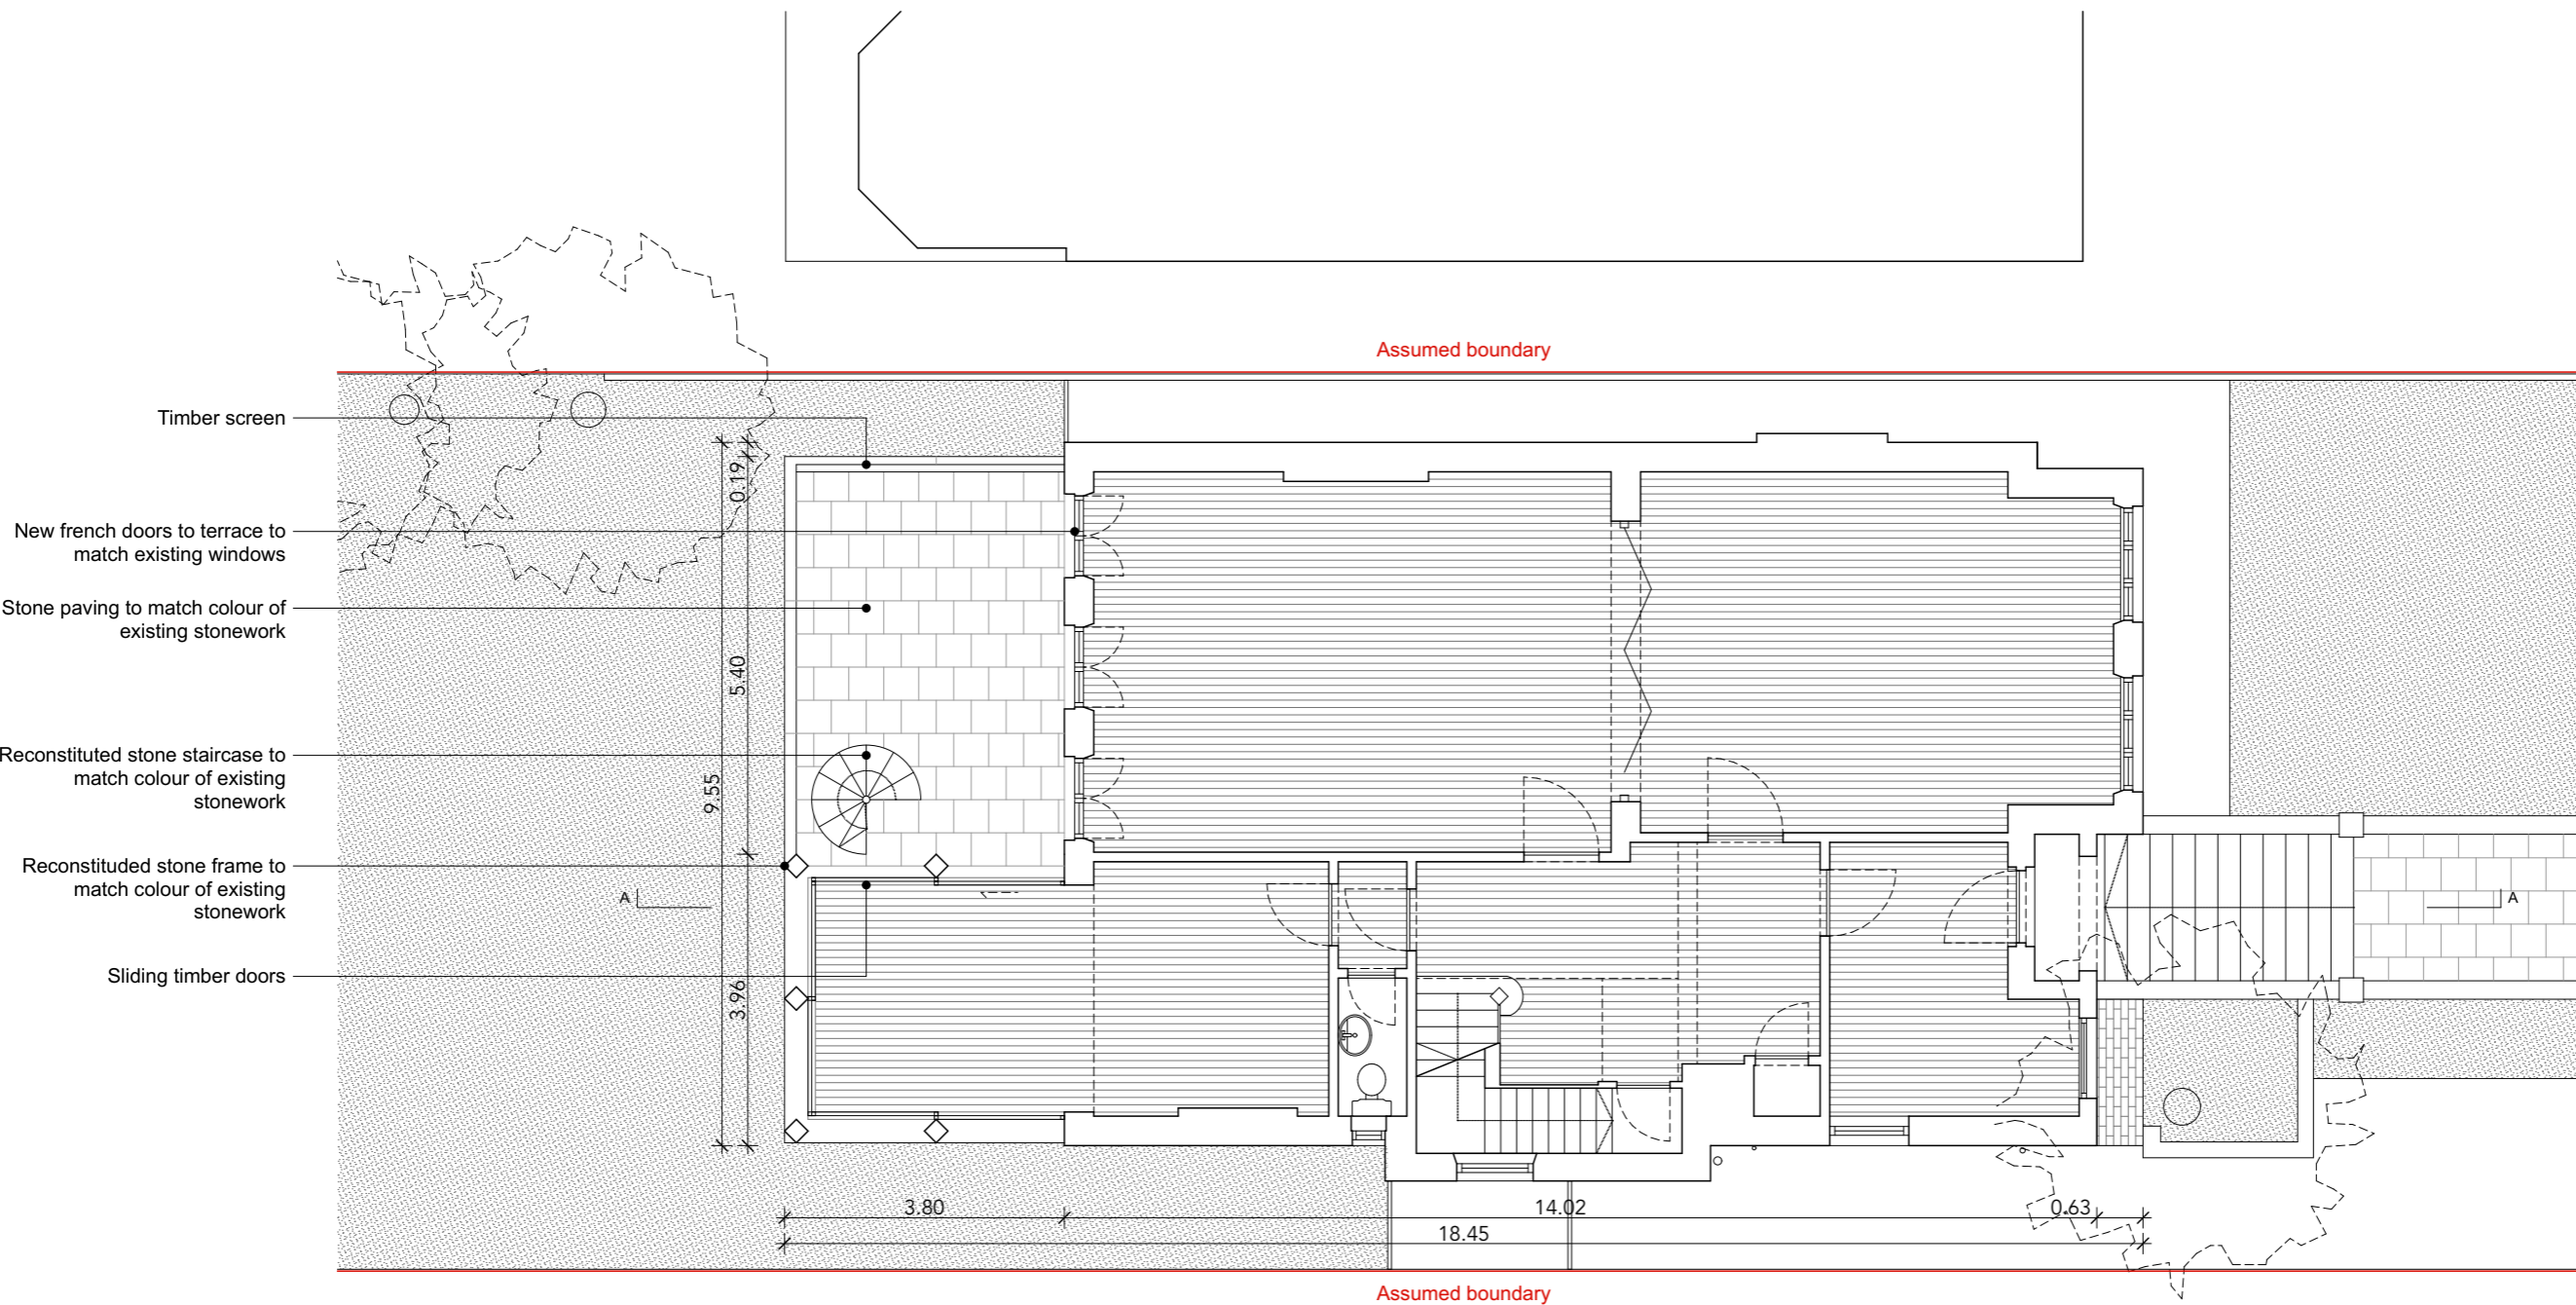 Assumed boundary
Timber screen
New french doors to terrace to
match existing windows
Stone paving to match colour of
existing stonework
Reconstituted stone staircase to
match colour of existing
stonework
Reconstituded stone frame to
match colour of existing
stonework
Sliding timber doors
0.19
5.40
9.55
3.96
A
A
3.80
14.02
0.63
18.45
Assumed boundary